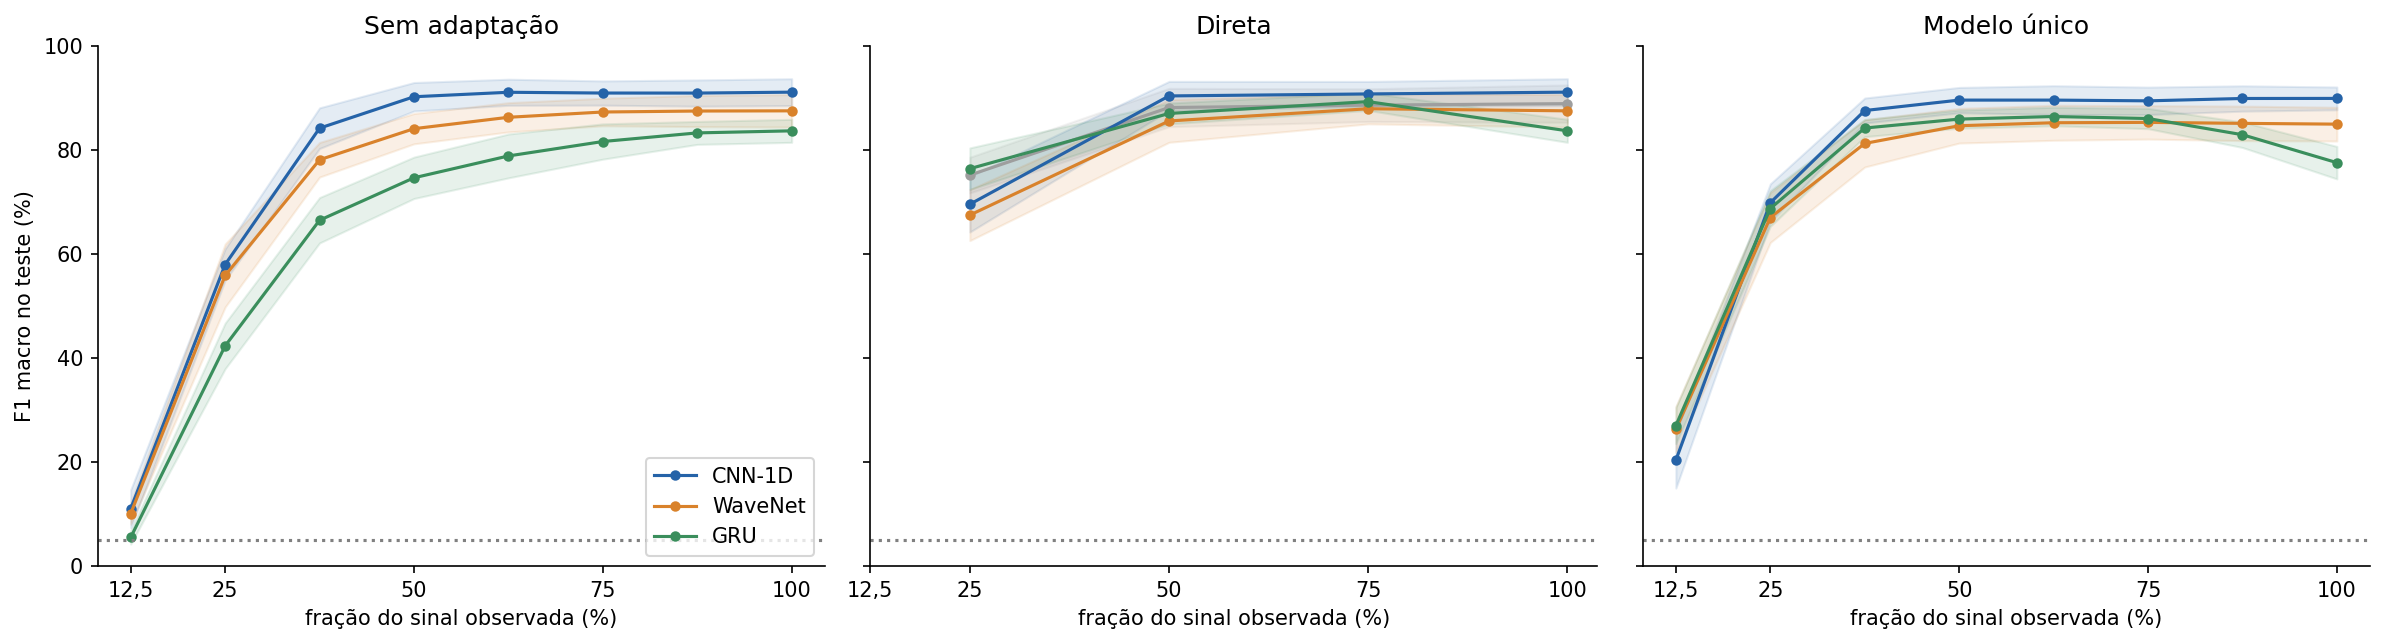 Sem adaptação
Direta
Modelo único
F1 macro no teste (%)
100
80
60
40
20
0
CNN-1D
WaveNet
GRU
12,5 25 50 75 100
12,5 25 50 75 100
12,5 25 50 75 100
fração do sinal observada (%)
fração do sinal observada (%)
fração do sinal observada (%)